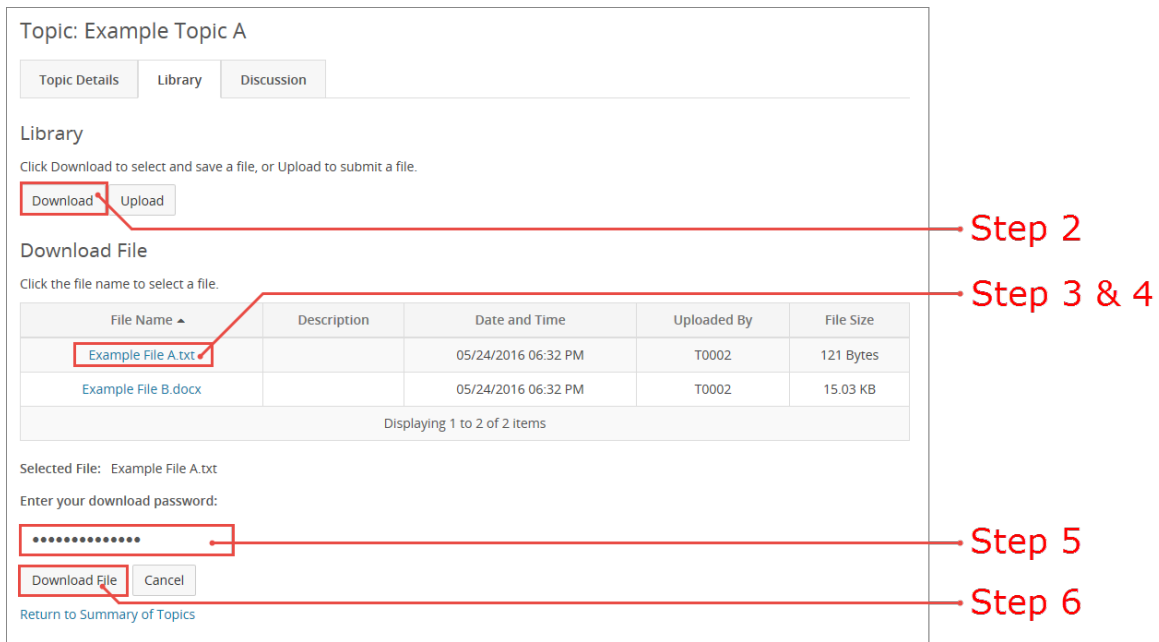 Topic: Example Topic A
Topic Details Library Discussion
Library
Click Download to select and save a file, or Upload to submit a file.
Download Upload
Step 2
Download File
Click the file name to select a file.
Step 3 & 4
File Name ▲ Description Date and Time Uploaded By File Size
Example File A.txt 05/24/2016 06:32 PM T0002 121 Bytes
Example File B.docx 05/24/2016 06:32 PM T0002 15.03 KB
Displaying 1 to 2 of 2 items
Selected File: Example File A.txt
Enter your download password:
••••••••••••••
Step 5
Download File Cancel
Step 6
Return to Summary of Topics